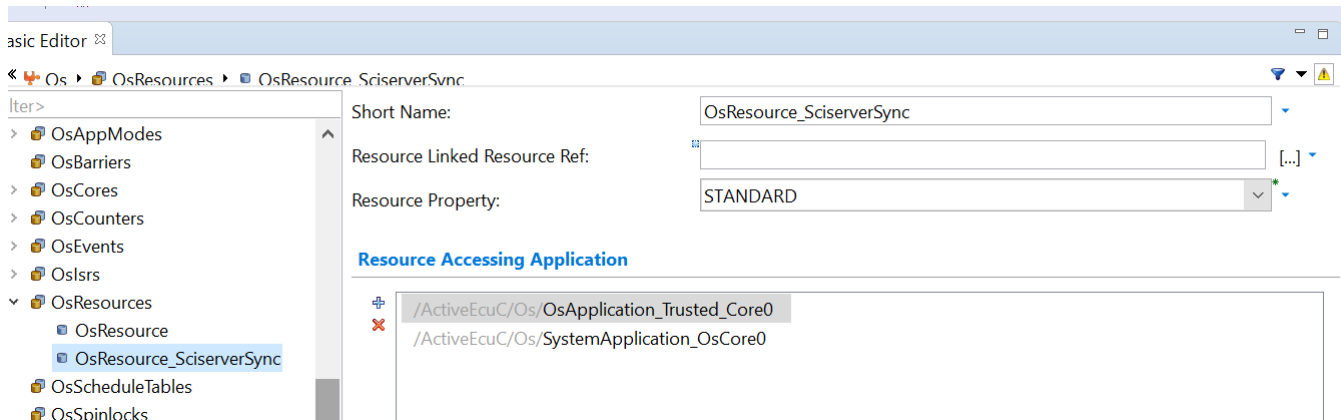 asic Editor
« Os OsResources OsResource_SciserverSync
lter>
OsAppModes
OsBarriers
OsCores
OsCounters
OsEvents
OsIsrs
OsResources
OsResource
OsResource_SciserverSync
OsScheduleTables
OsSpinlocks
Short Name: OsResource_SciserverSync
Resource Linked Resource Ref: [...]
Resource Property: STANDARD
Resource Accessing Application
/ActiveEcuC/Os/OsApplication_Trusted_Core0
/ActiveEcuC/Os/SystemApplication_OsCore0